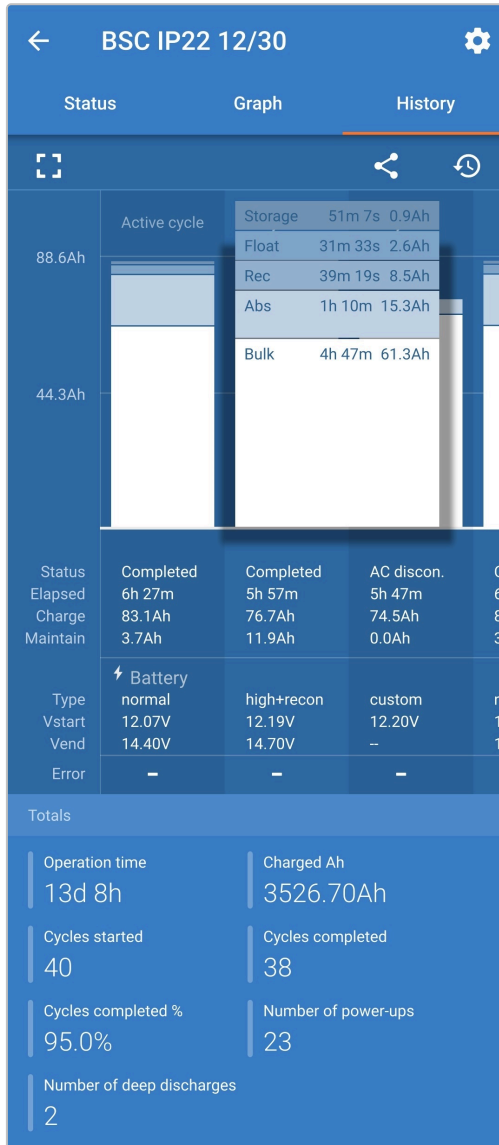 BSC IP22 12/30
Status Graph History
Active cycle
88.6Ah
44.3Ah
Storage 51m 7s 0.9Ah
Float 31m 33s 2.6Ah
Rec 39m 19s 8.5Ah
Abs 1h 10m 15.3Ah
Bulk 4h 47m 61.3Ah
Status Completed Completed AC discon.
Elapsed 6h 27m 5h 57m 5h 47m
Charge 83.1Ah 76.7Ah 74.5Ah
Maintain 3.7Ah 11.9Ah 0.0Ah
Battery
Type normal high+recon custom
Vstart 12.07V 12.19V 12.20V
Vend 14.40V 14.70V --
Error - - -
Totals
Operation time Charged Ah
13d 8h 3526.70Ah
Cycles started Cycles completed
40 38
Cycles completed % Number of power-ups
95.0% 23
Number of deep discharges
2